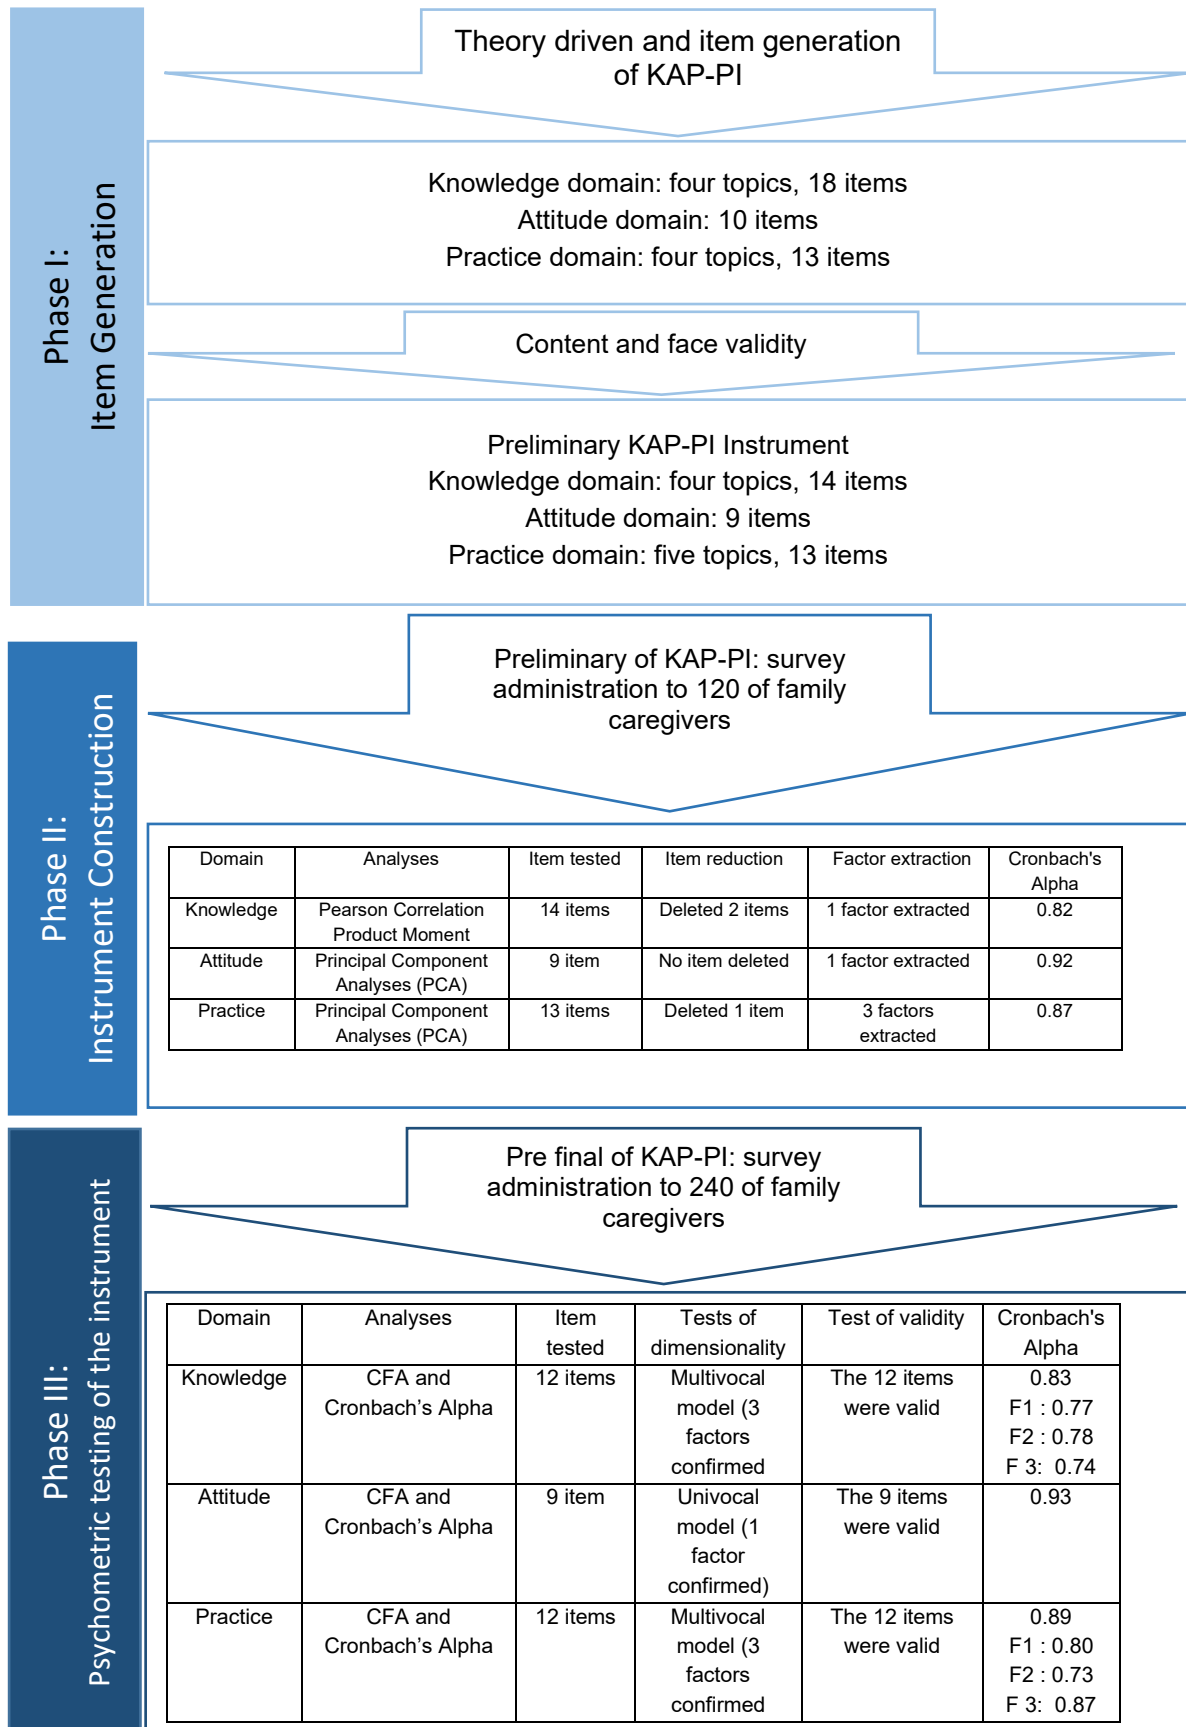 Phase I:
Item Generation
Theory driven and item generation
of KAP-PI
Knowledge domain: four topics, 18 items
Attitude domain: 10 items
Practice domain: four topics, 13 items
Content and face validity
Preliminary KAP-PI Instrument
Knowledge domain: four topics, 14 items
Attitude domain: 9 items
Practice domain: five topics, 13 items
Phase II:
Instrument Construction
Preliminary of KAP-PI: survey
administration to 120 of family
caregivers
Domain Analyses Item tested Item reduction Factor extraction Cronbach's
Alpha
Knowledge Pearson Correlation 14 items Deleted 2 items 1 factor extracted 0.82
Product Moment
Attitude Principal Component 9 item No item deleted 1 factor extracted 0.92
Analyses (PCA)
Practice Principal Component 13 items Deleted 1 item 3 factors 0.87
Analyses (PCA) extracted
Phase III:
Psychometric testing of the instrument
Pre final of KAP-PI: survey
administration to 240 of family
caregivers
Domain Analyses Item Tests of Test of validity Cronbach's
tested dimensionality Alpha
Knowledge CFA and 12 items Multivocal The 12 items 0.83
Cronbach’s Alpha model (3 were valid F1 : 0.77
factors F2 : 0.78
confirmed F 3: 0.74
Attitude CFA and 9 item Univocal The 9 items 0.93
Cronbach’s Alpha model (1 were valid
factor
confirmed)
Practice CFA and 12 items Multivocal The 12 items 0.89
Cronbach’s Alpha model (3 were valid F1 : 0.80
factors F2 : 0.73
confirmed F 3: 0.87